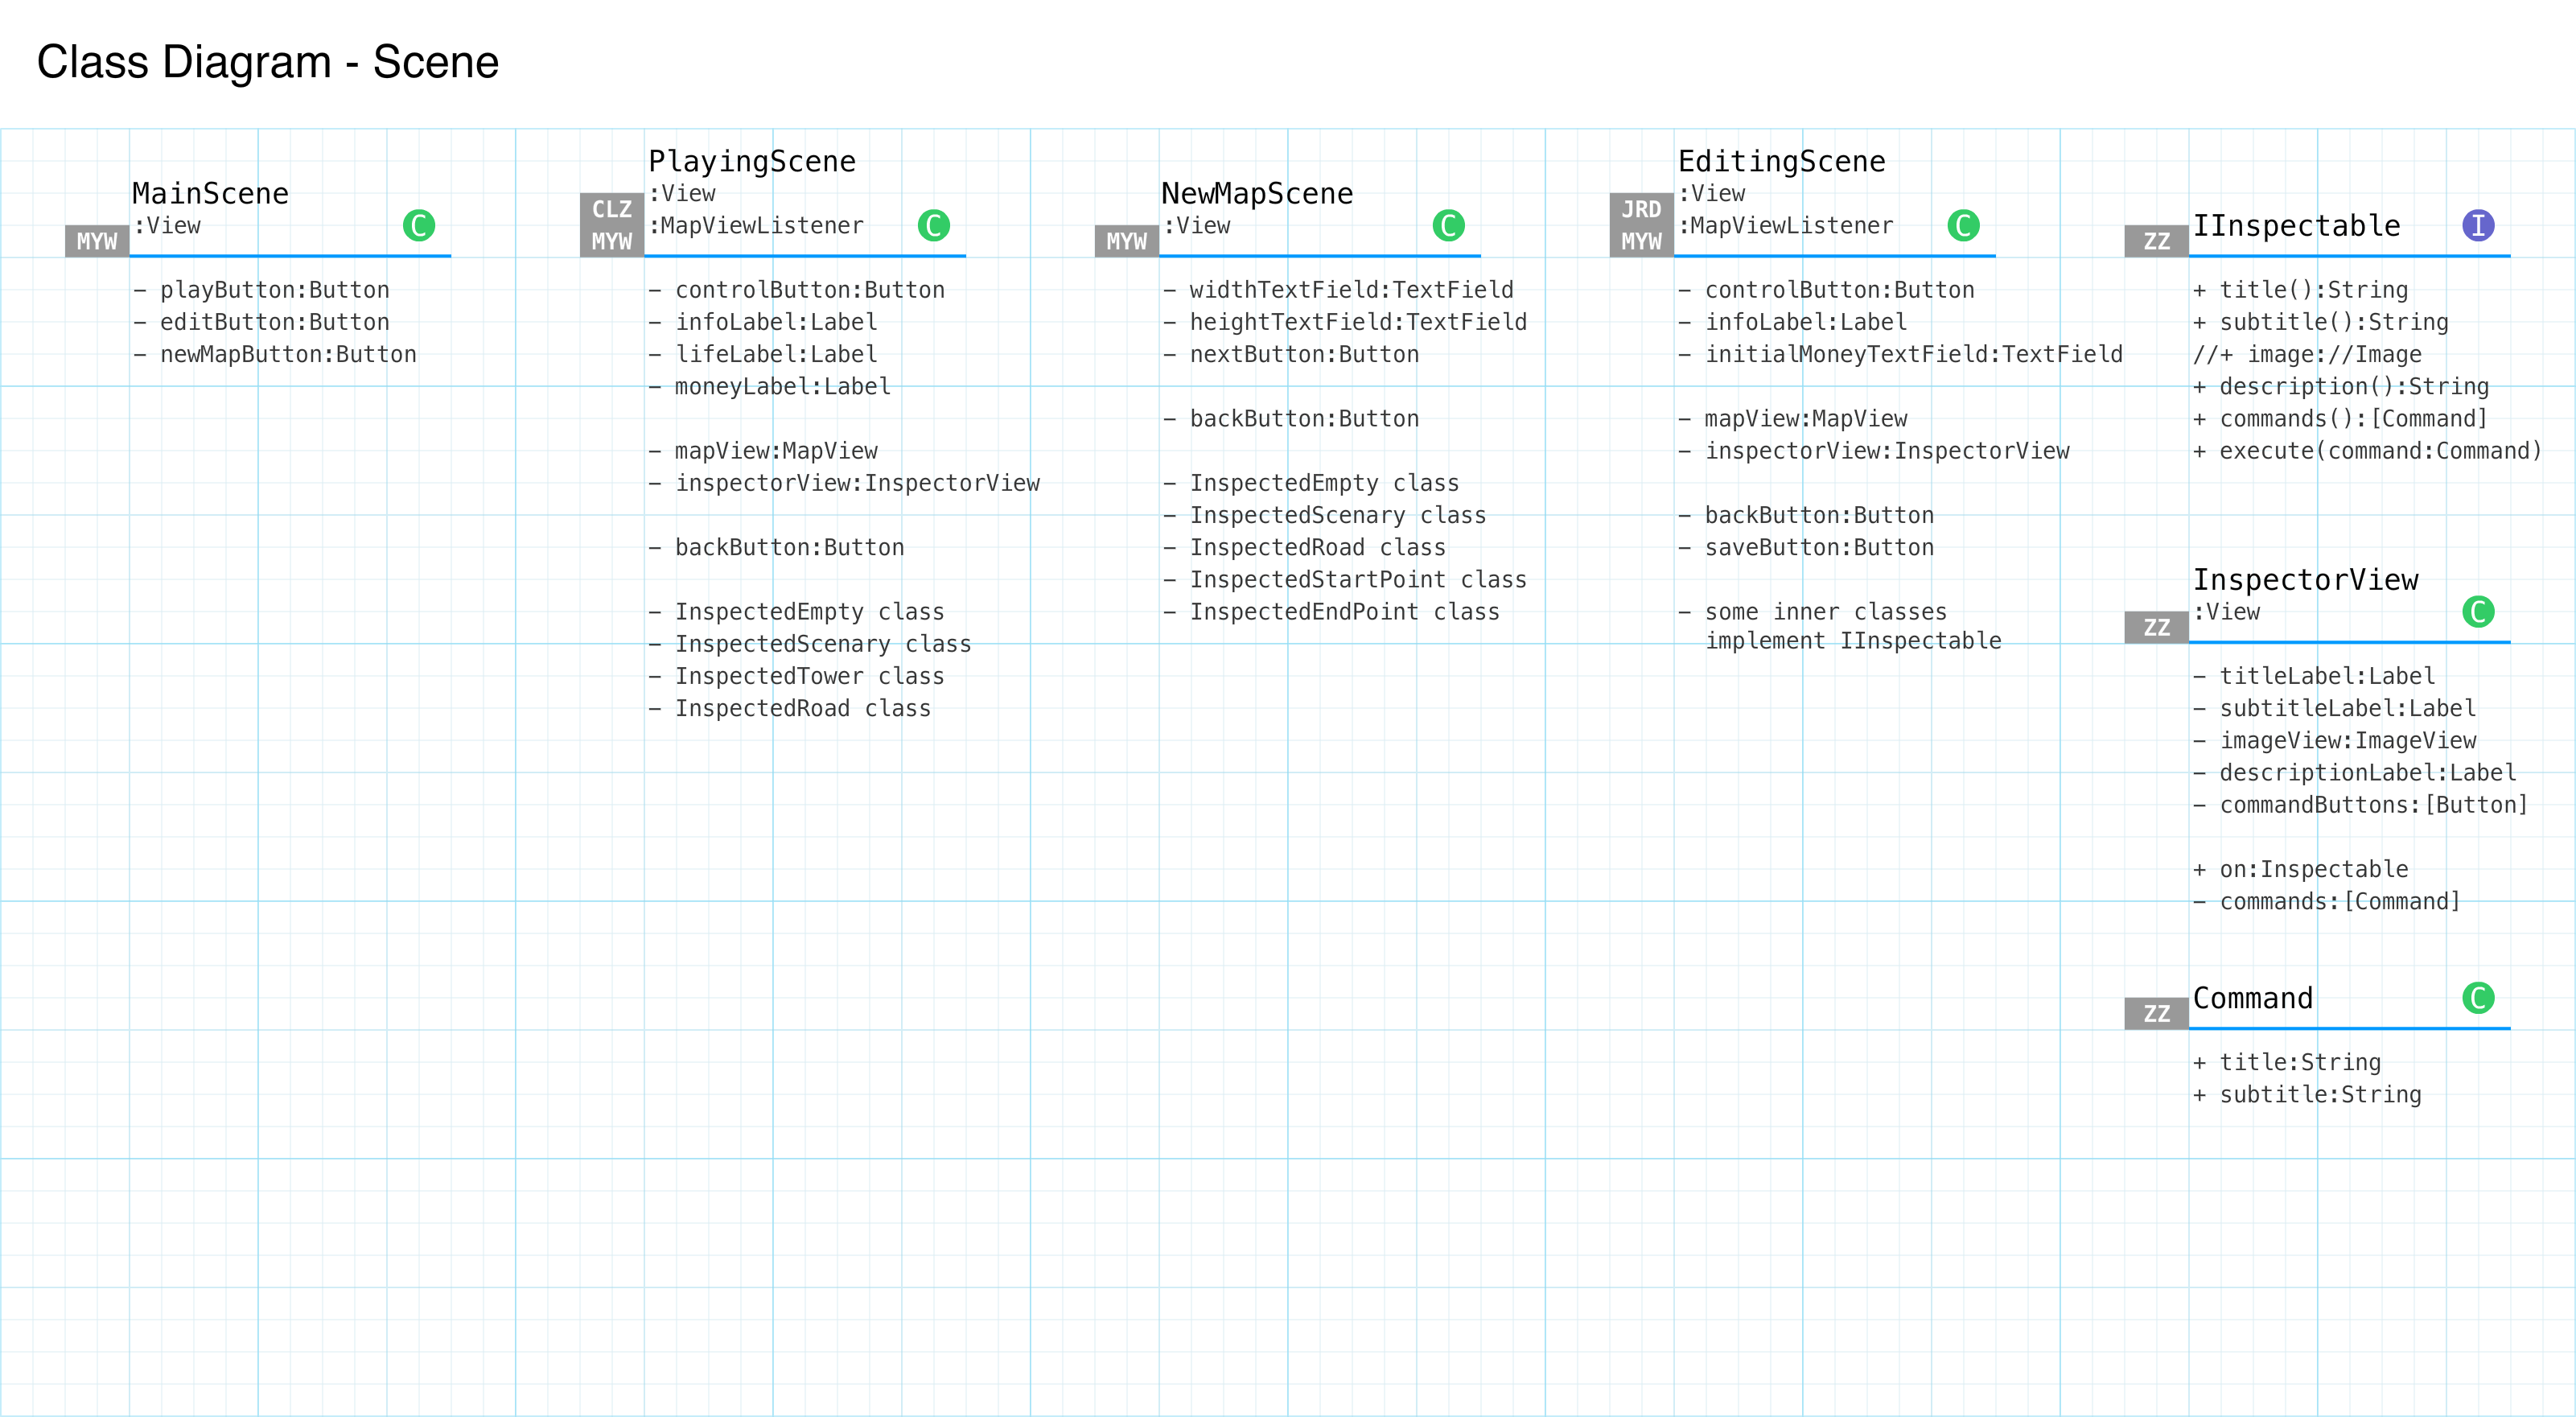 Class Diagram - Scene
MainScene
:View
MYW
C
– playButton:Button
– editButton:Button
– newMapButton:Button
PlayingScene
:View
:MapViewListener
CLZ
MYW
C
– controlButton:Button
– infoLabel:Label
– lifeLabel:Label
– moneyLabel:Label
– mapView:MapView
– inspectorView:InspectorView
– backButton:Button
– InspectedEmpty class
– InspectedScenary class
– InspectedTower class
– InspectedRoad class
NewMapScene
:View
MYW
C
– widthTextField:TextField
– heightTextField:TextField
– nextButton:Button
– backButton:Button
– InspectedEmpty class
– InspectedScenary class
– InspectedRoad class
– InspectedStartPoint class
– InspectedEndPoint class
EditingScene
:View
:MapViewListener
JRD
MYW
C
– controlButton:Button
– infoLabel:Label
– initialMoneyTextField:TextField
– mapView:MapView
– inspectorView:InspectorView
– backButton:Button
– saveButton:Button
– some inner classes
implement IInspectable
IInspectable
ZZ
I
+ title():String
+ subtitle():String
//+ image://Image
+ description():String
+ commands():[Command]
+ execute(command:Command)
InspectorView
:View
ZZ
C
– titleLabel:Label
– subtitleLabel:Label
– imageView:ImageView
– descriptionLabel:Label
– commandButtons:[Button]
+ on:Inspectable
– commands:[Command]
Command
ZZ
C
+ title:String
+ subtitle:String